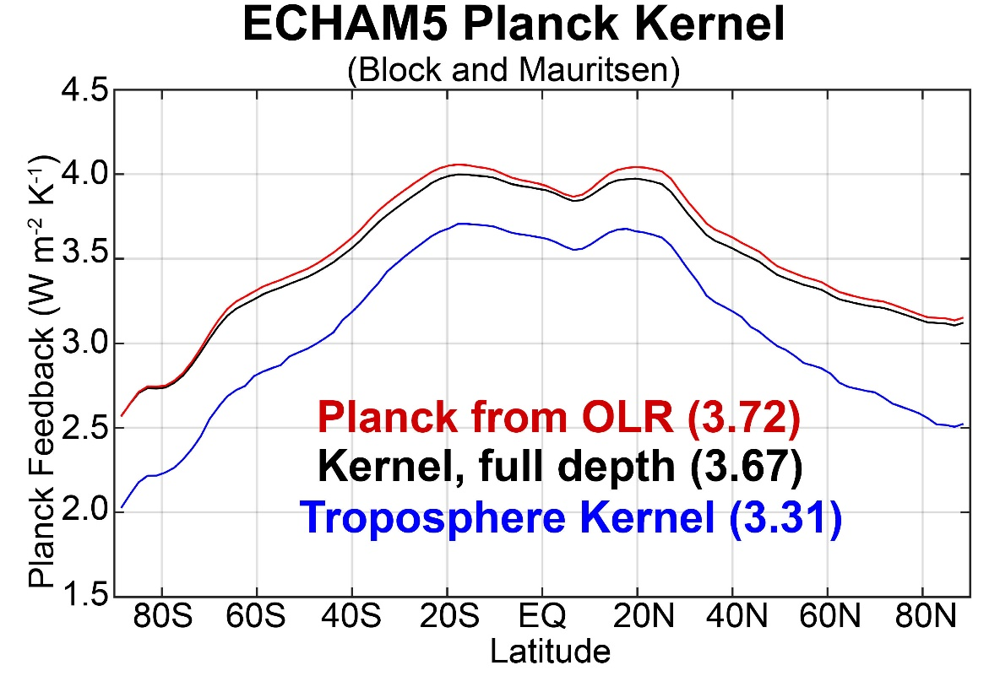 ECHAM5 Planck Kernel
(Block and Mauritsen)
Planck Feedback (W m-2 K-1)
4.5
4.0
3.5
3.0
2.5
2.0
1.5
Planck from OLR (3.72)
Kernel, full depth (3.67)
Troposphere Kernel (3.31)
80S 60S 40S 20S EQ 20N 40N 60N 80N
Latitude